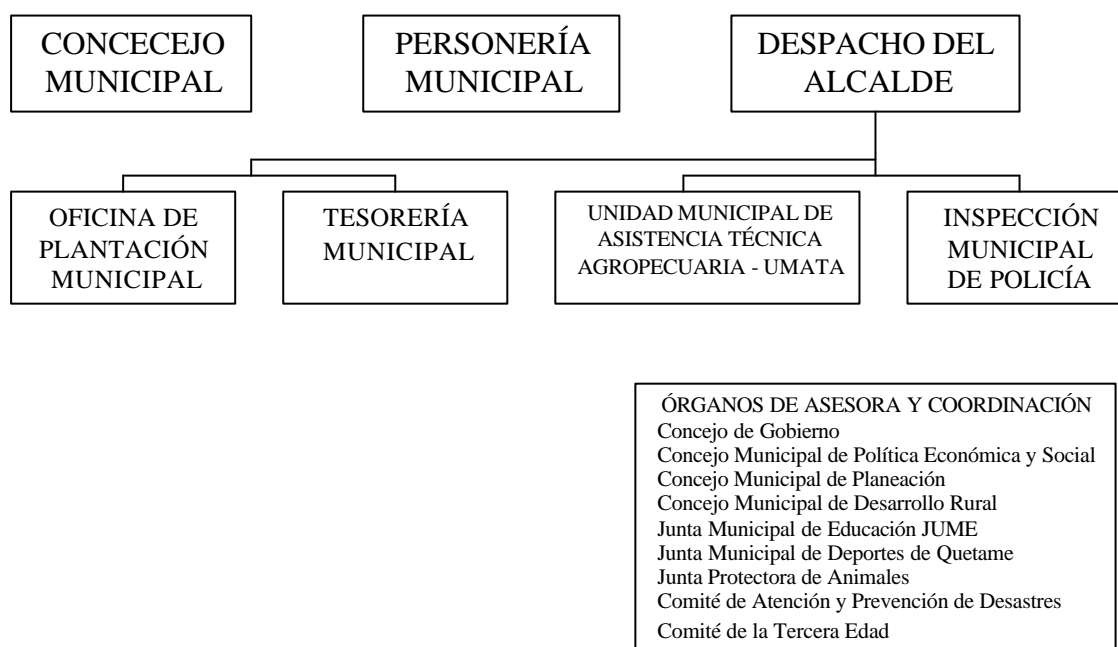 CONCECEJO
MUNICIPAL
PERSONERÍA
MUNICIPAL
DESPACHO DEL
ALCALDE
OFICINA DE
PLANTACIÓN
MUNICIPAL
TESORERÍA
MUNICIPAL
UNIDAD MUNICIPAL DE
ASISTENCIA TÉCNICA
AGROPECUARIA - UMATA
INSPECCIÓN
MUNICIPAL
DE POLICÍA
ÓRGANOS DE ASESORA Y COORDINACIÓN
Concejo de Gobierno
Concejo Municipal de Política Económica y Social
Concejo Municipal de Planeación
Concejo Municipal de Desarrollo Rural
Junta Municipal de Educación JUME
Junta Municipal de Deportes de Quetame
Junta Protectora de Animales
Comité de Atención y Prevención de Desastres
Comité de la Tercera Edad